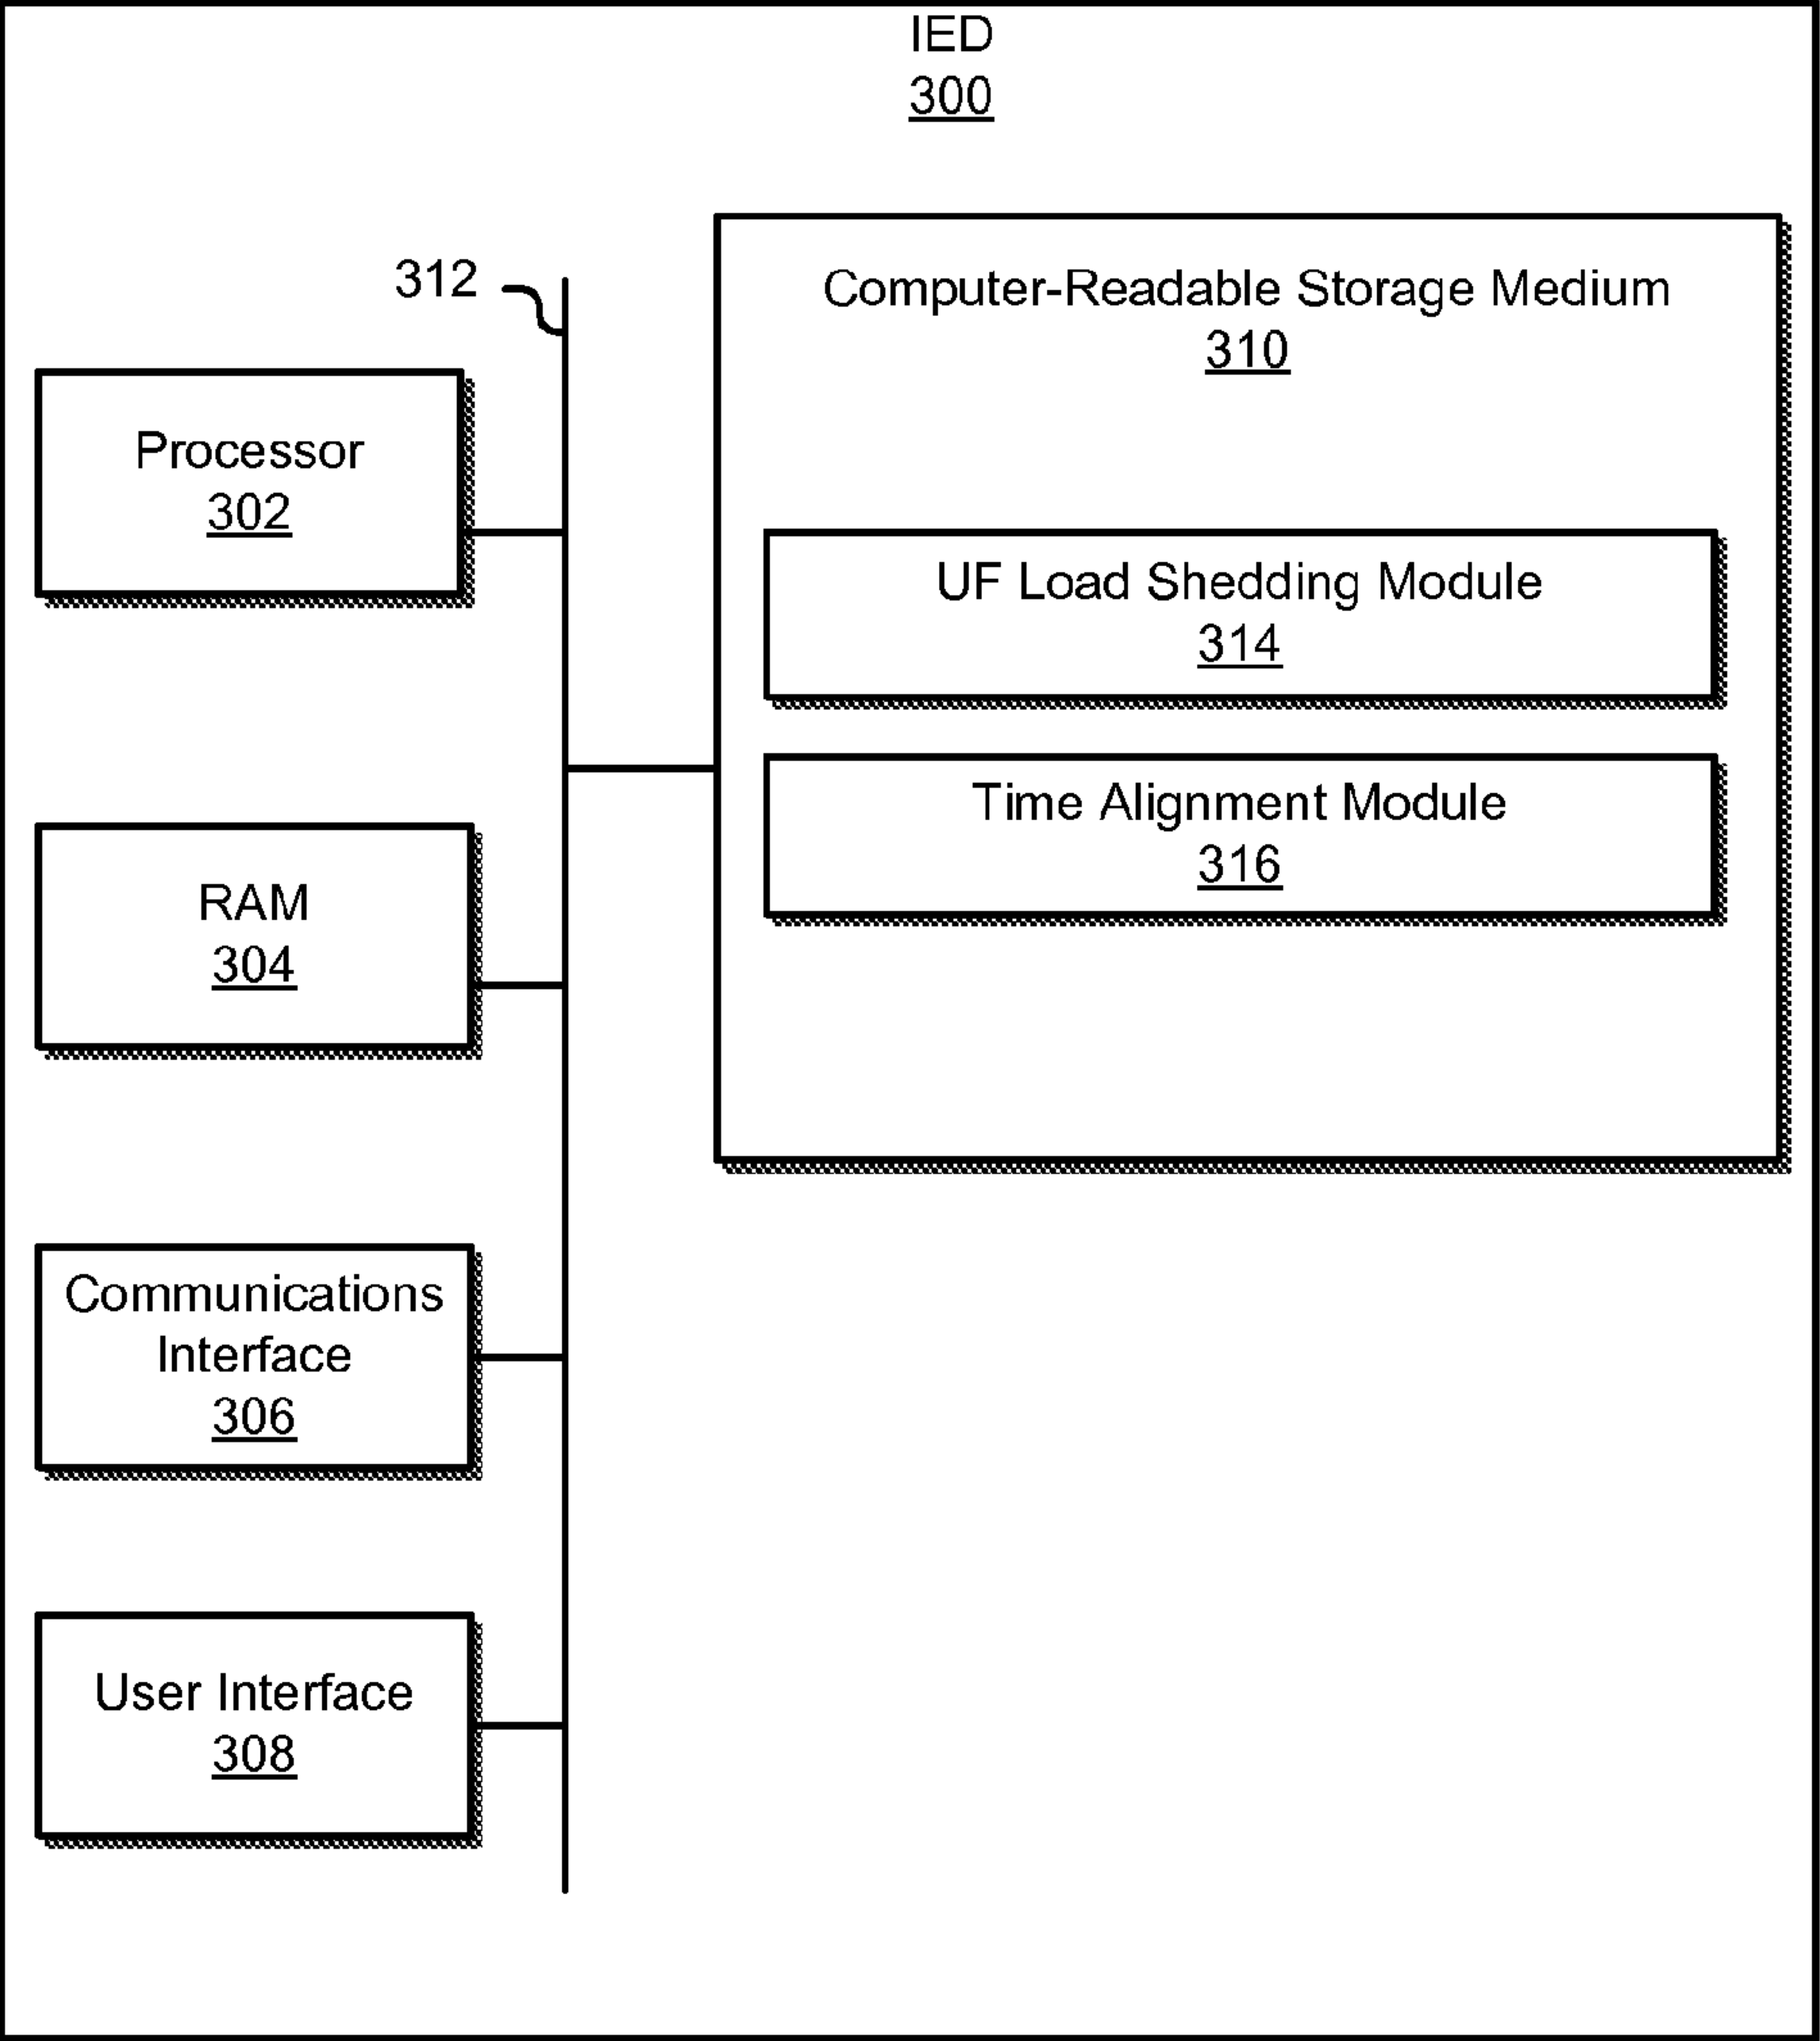 IED
300
312
Computer-Readable Storage Medium
310
Processor
302
UF Load Shedding Module
314
Time Alignment Module
316
RAM
304
Communications
Interface
306
User Interface
308